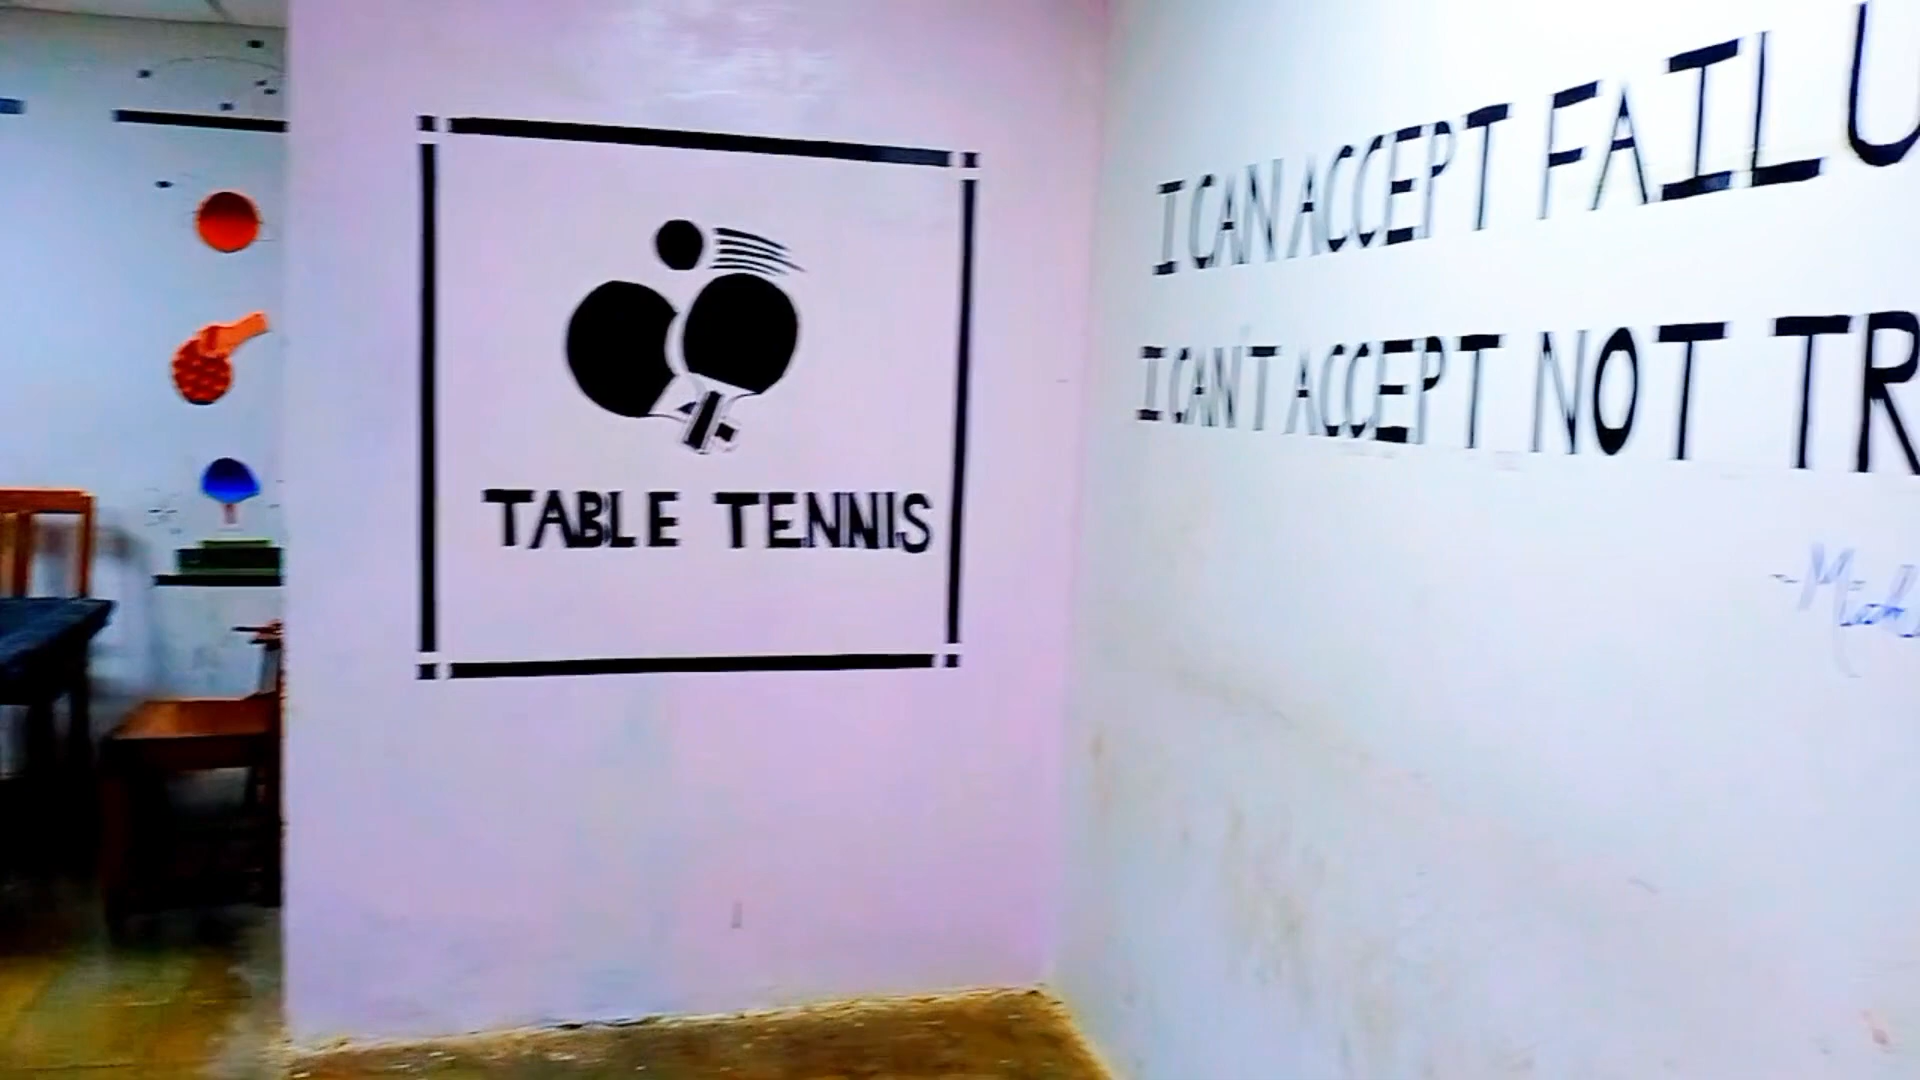 TABLE TENNIS
I CAN ACCEPT FAILU
I CAN'T ACCEPT NOT TR